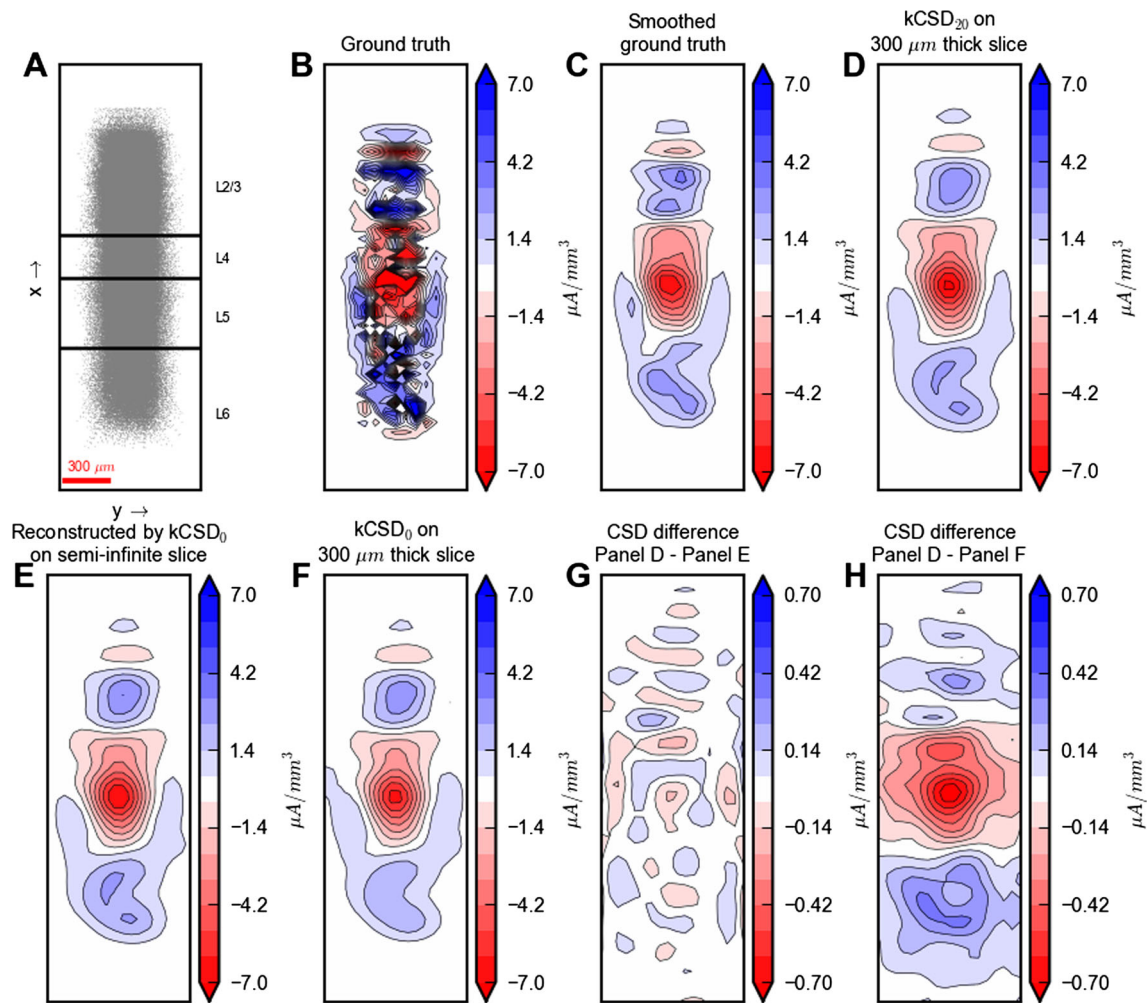 A
L2/3
L4
L5
L6
x →
300 μm
y →
B
Ground truth
7.0
4.2
1.4
−1.4
−4.2
−7.0
μA/mm³
C
Smoothed
ground truth
7.0
4.2
1.4
−1.4
−4.2
−7.0
μA/mm³
D
kCSD₂₀ on
300 μm thick slice
7.0
4.2
1.4
−1.4
−4.2
−7.0
μA/mm³
E
Reconstructed by kCSD₀
on semi-infinite slice
7.0
4.2
1.4
−1.4
−4.2
−7.0
μA/mm³
F
kCSD₀ on
300 μm thick slice
7.0
4.2
1.4
−1.4
−4.2
−7.0
μA/mm³
G
CSD difference
Panel D - Panel E
0.70
0.42
0.14
−0.14
−0.42
−0.70
μA/mm³
H
CSD difference
Panel D - Panel F
0.70
0.42
0.14
−0.14
−0.42
−0.70
μA/mm³